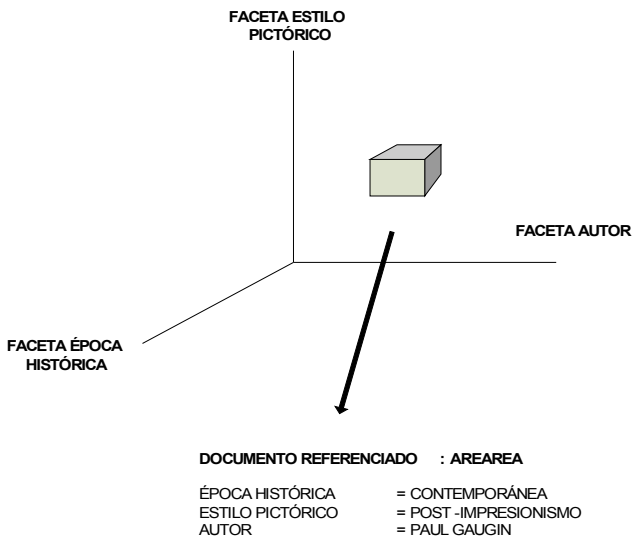 FACETA ESTILO
PICTÓRICO
FACETA AUTOR
FACETA ÉPOCA
HISTÓRICA
DOCUMENTO REFERENCIADO : AREAREA
ÉPOCA HISTÓRICA = CONTEMPORÁNEA
ESTILO PICTÓRICO = POST -IMPRESIONISMO
AUTOR = PAUL GAUGIN